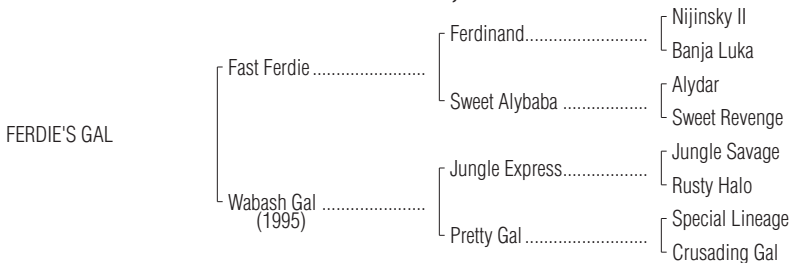 Nijinsky II
Ferdinand..........................
Banja Luka
Fast Ferdie........................
Alydar
Sweet Alybaba ..................
Sweet Revenge
FERDIE'S GAL
Jungle Savage
Jungle Express..................
Rusty Halo
Wabash Gal ......................
(1995)
Special Lineage
Pretty Gal ..........................
Crusading Gal